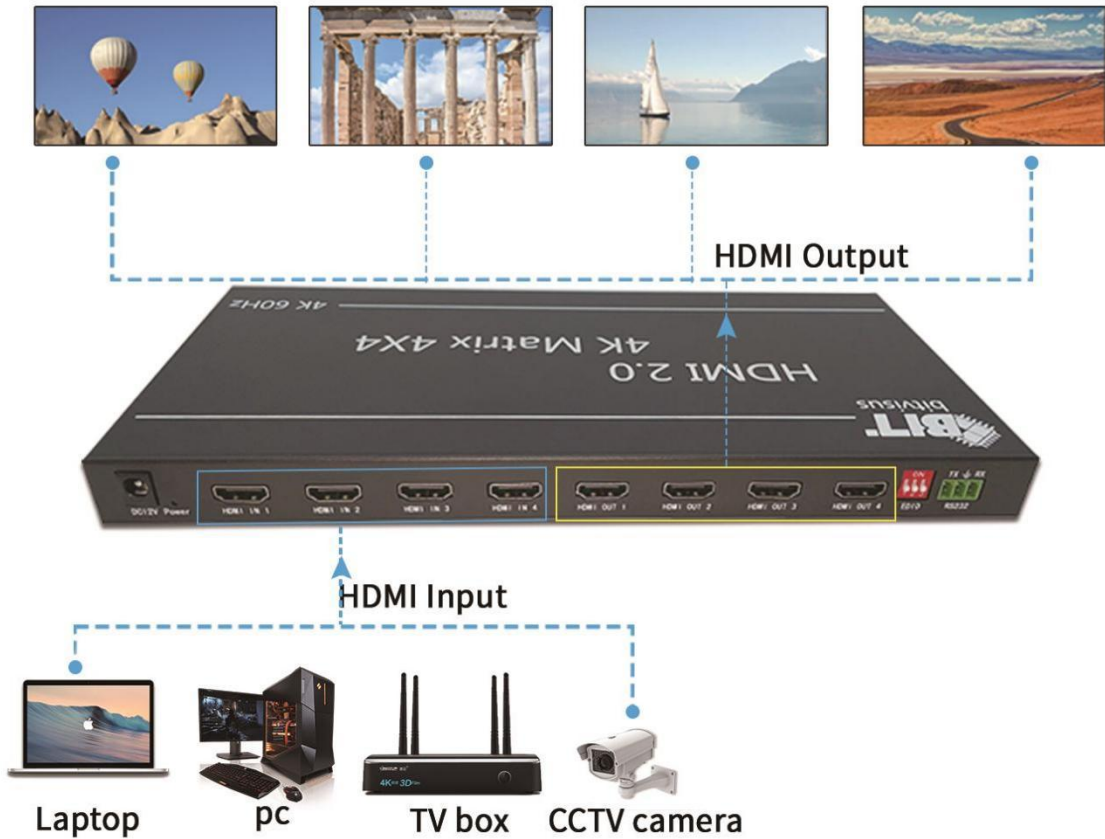 HDMI Output
4K 60Hz
4K Matrix 4X4
HDMI 2.0
bitvisus
BIT
DC12V Power
HDMI IN 1
HDMI IN 2
HDMI IN 3
HDMI IN 4
HDMI OUT 1
HDMI OUT 2
HDMI OUT 3
HDMI OUT 4
ON
EDID
TX RX
RS232
HDMI Input
4K 3D
Laptop
pc
TV box
CCTV camera